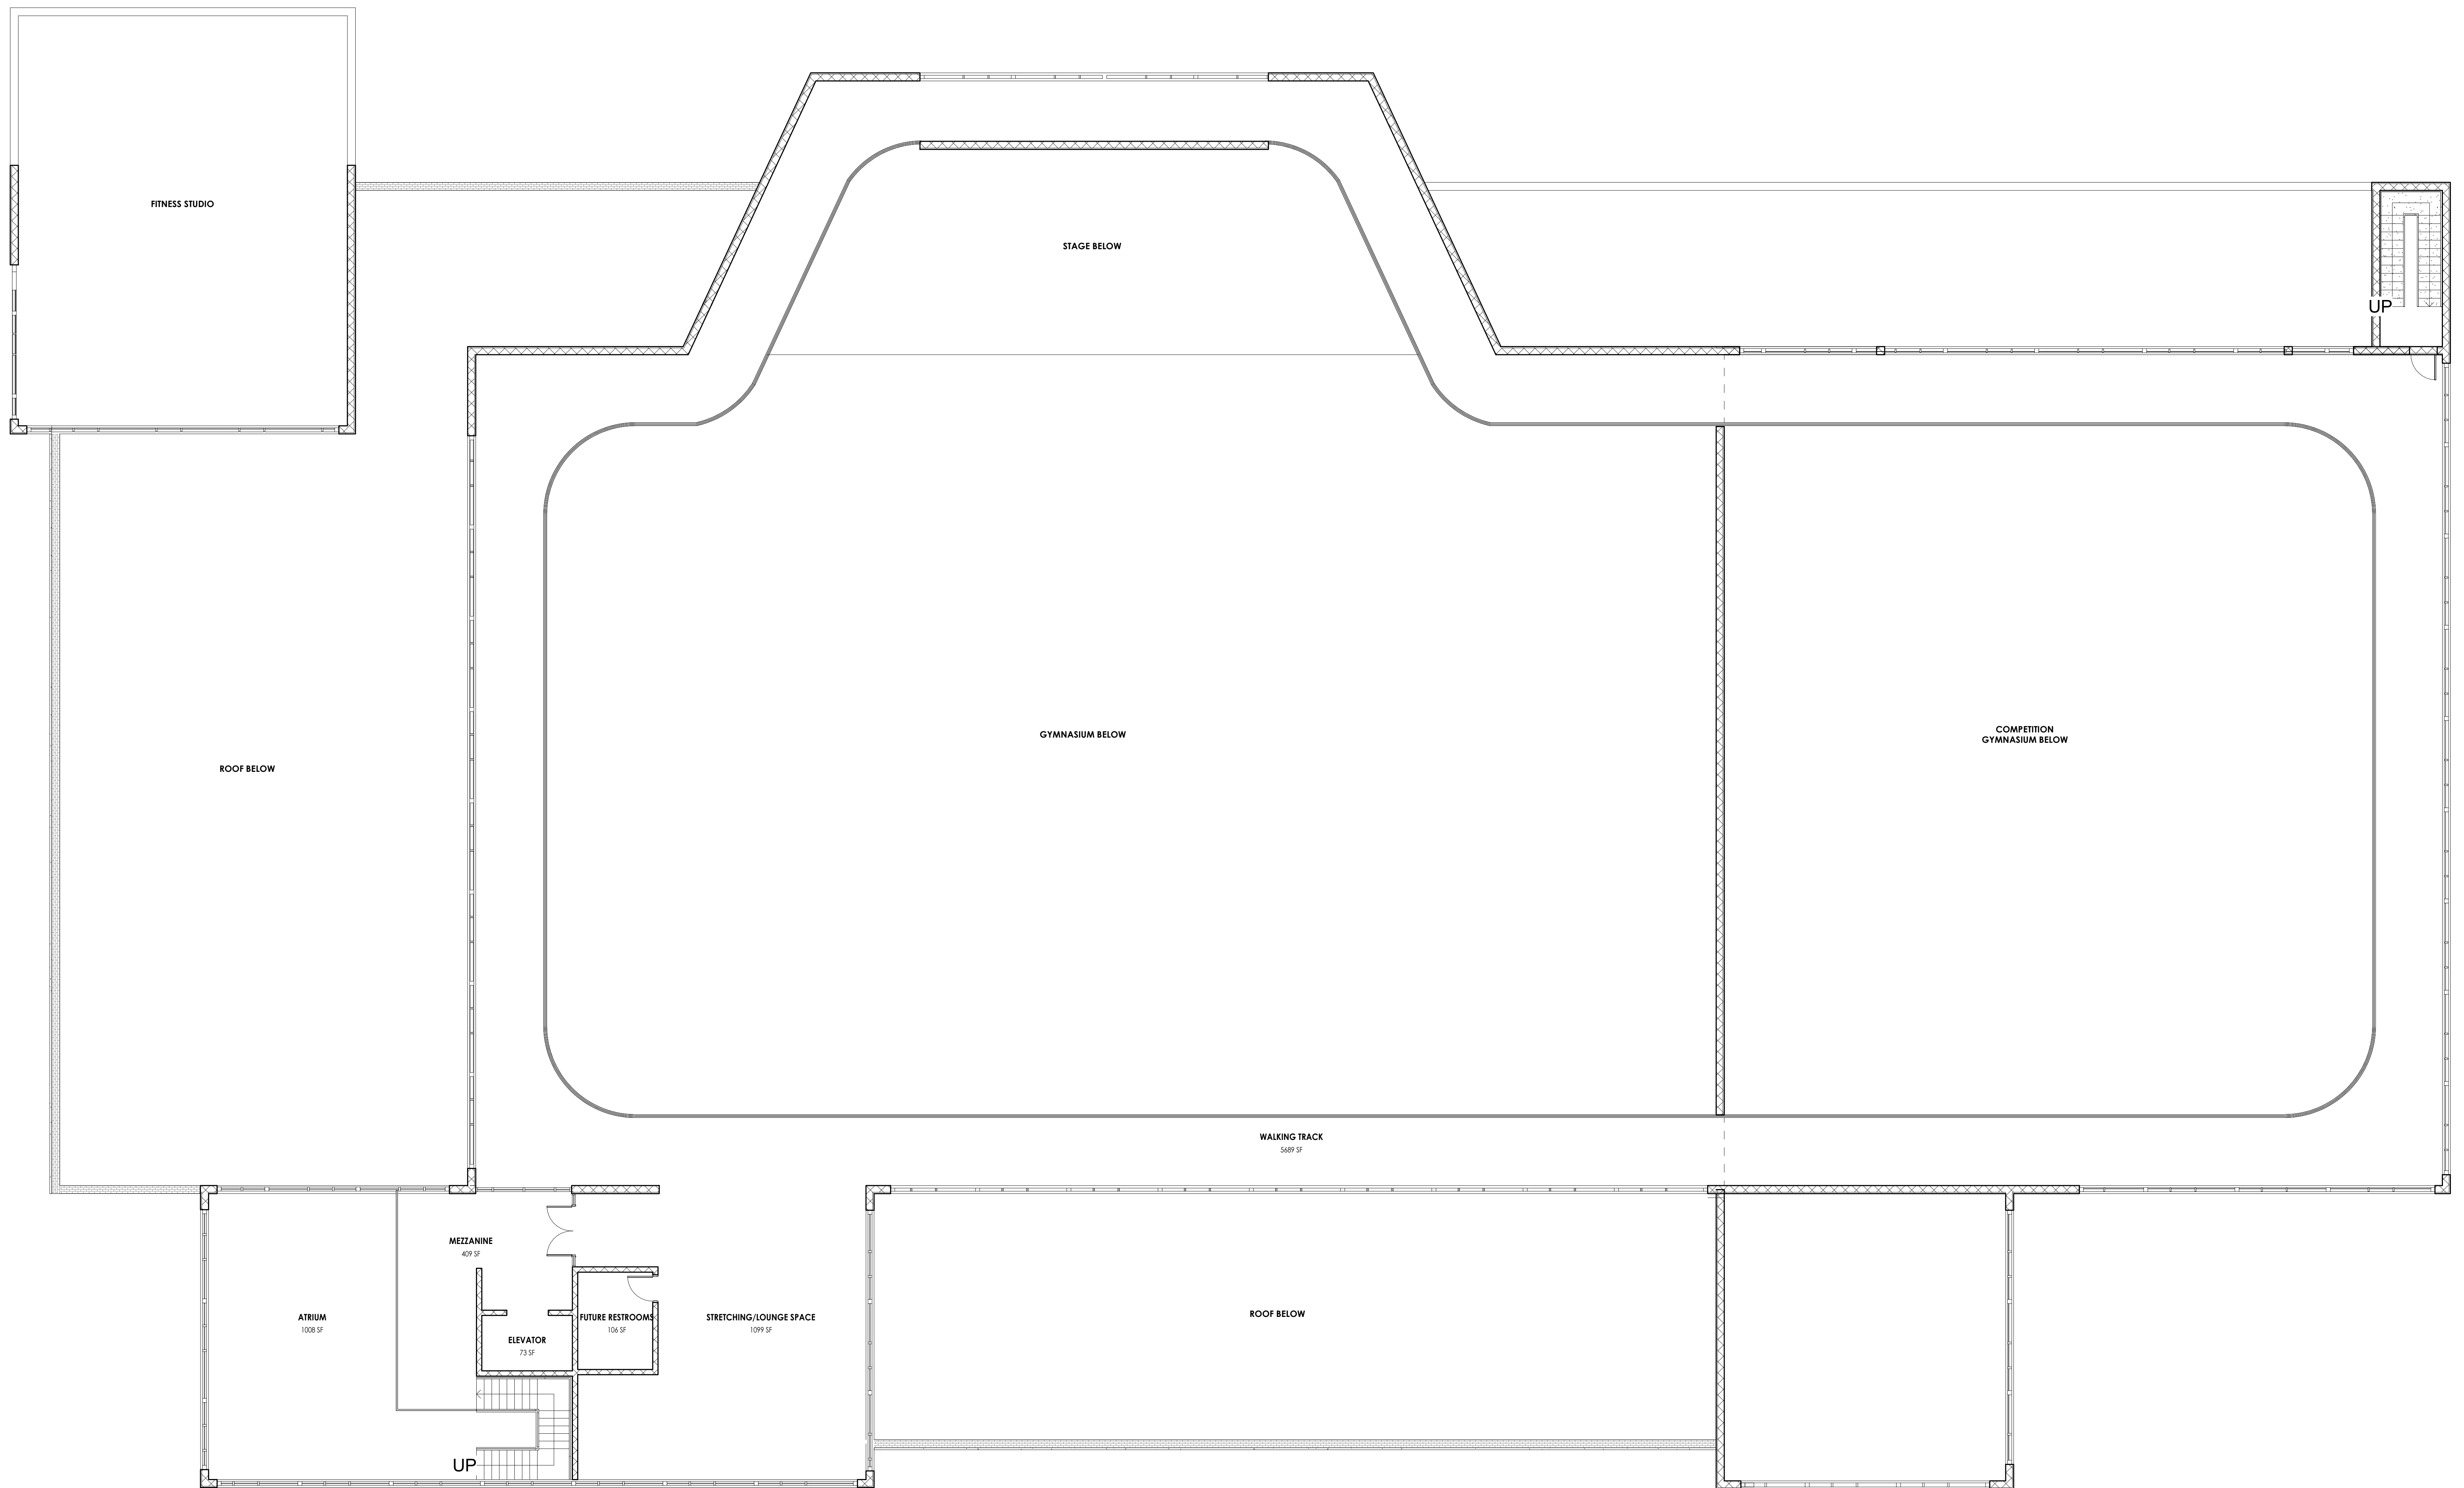 FITNESS STUDIO
STAGE BELOW
UP
GYMNASIUM BELOW
COMPETITION
GYMNASIUM BELOW
ROOF BELOW
WALKING TRACK
5689 SF
MEZZANINE
409 SF
ATRIUM
1008 SF
ELEVATOR
73 SF
FUTURE RESTROOMS
106 SF
STRETCHING/LOUNGE SPACE
1099 SF
ROOF BELOW
UP